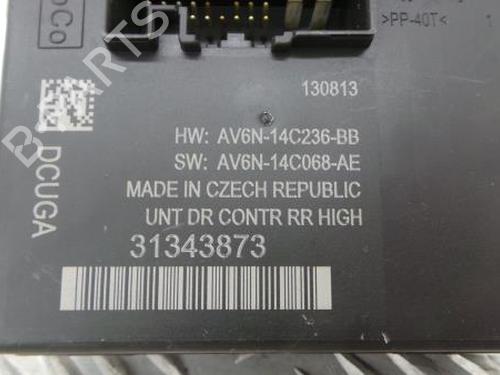 pCo
>PP-40T<
130813
HW: AV6N-14C236-BB
SW: AV6N-14C068-AE
MADE IN CZECH REPUBLIC
UNT DR CONTR RR HIGH
31343873
DCUGA